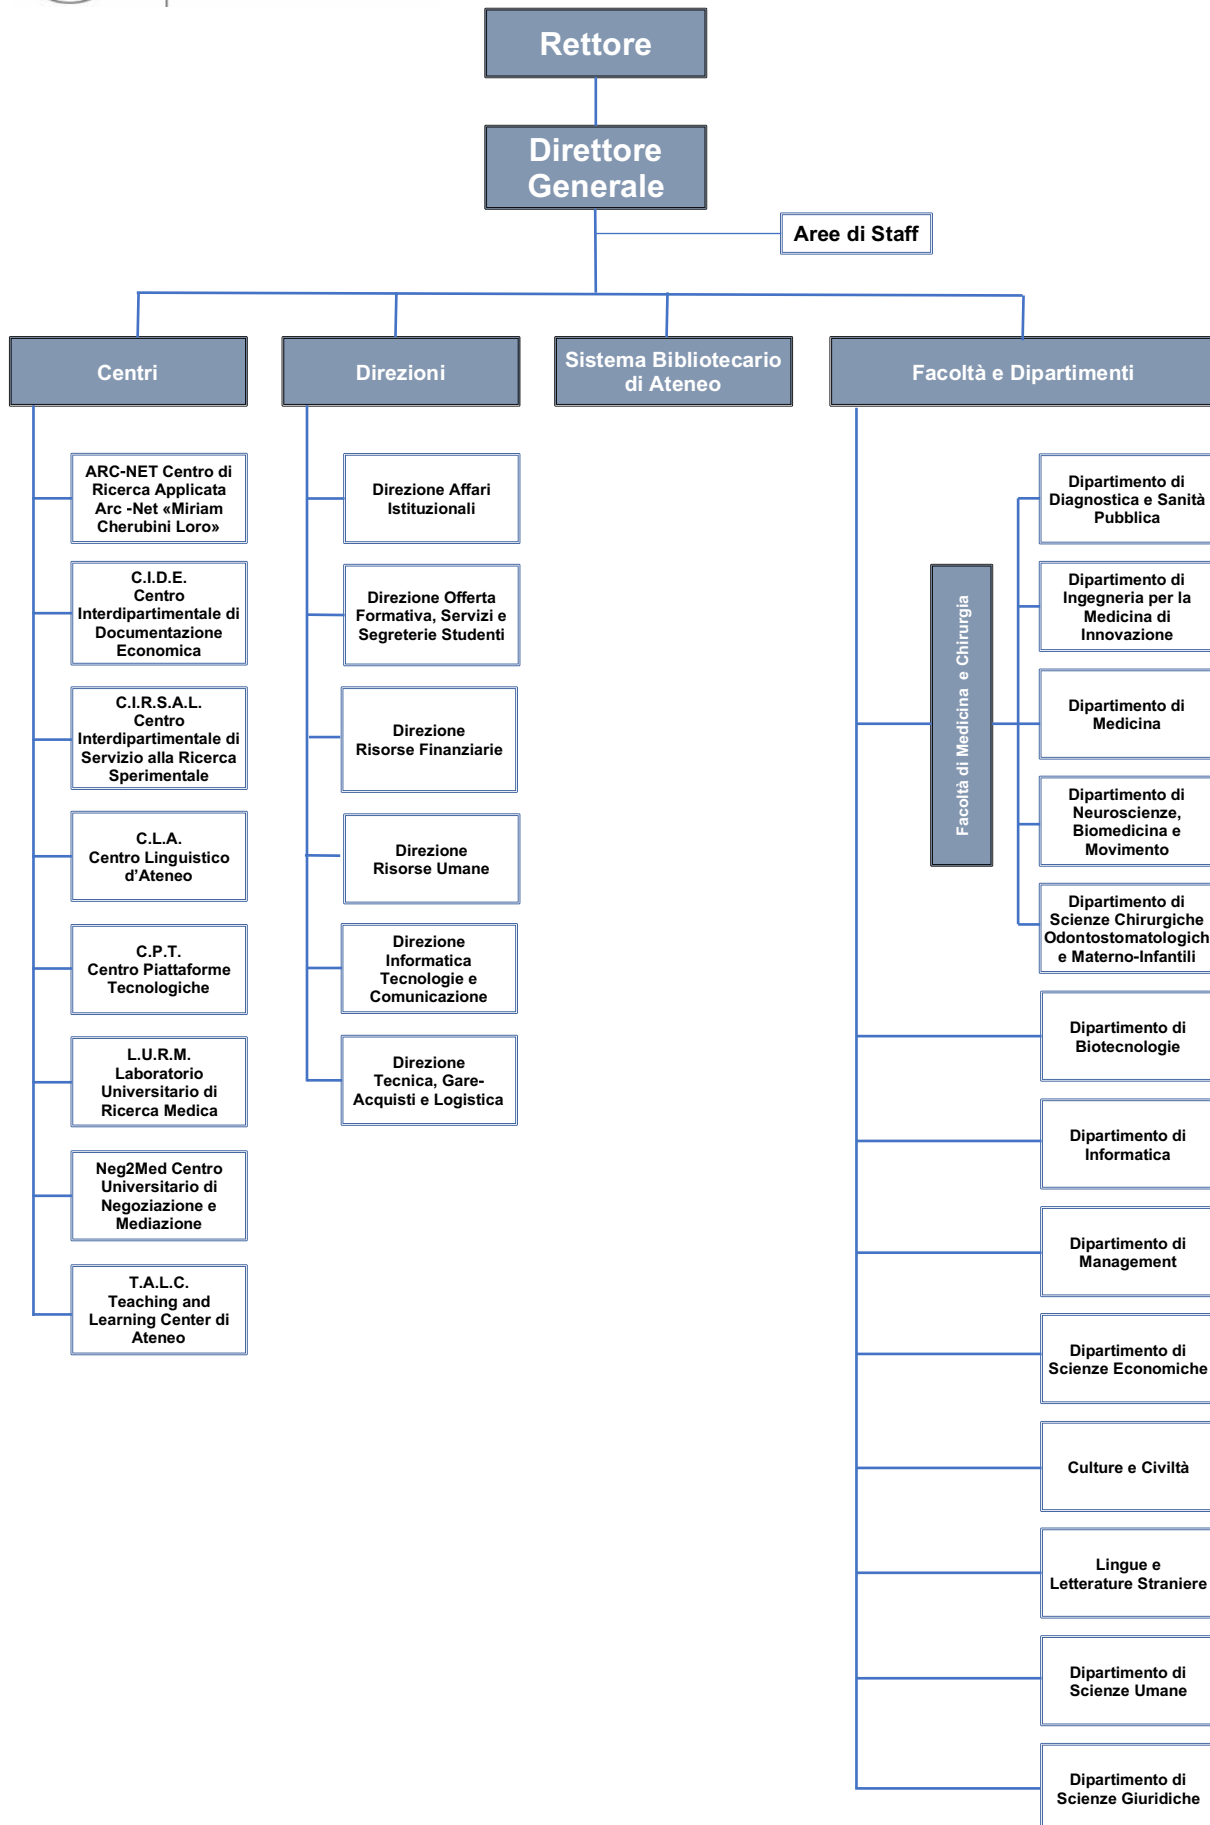 Rettore
Direttore
Generale
Aree di Staff
Centri
Direzioni
Sistema Bibliotecario
di Ateneo
Facoltà e Dipartimenti
ARC-NET Centro di
Ricerca Applicata
Arc -Net «Miriam
Cherubini Loro»
C.I.D.E.
Centro
Interdipartimentale di
Documentazione
Economica
C.I.R.S.A.L.
Centro
Interdipartimentale di
Servizio alla Ricerca
Sperimentale
C.L.A.
Centro Linguistico
d'Ateneo
C.P.T.
Centro Piattaforme
Tecnologiche
L.U.R.M.
Laboratorio
Universitario di
Ricerca Medica
Neg2Med Centro
Universitario di
Negoziazione e
Mediazione
T.A.L.C.
Teaching and
Learning Center di
Ateneo
Direzione Affari
Istituzionali
Direzione Offerta
Formativa, Servizi e
Segreterie Studenti
Direzione
Risorse Finanziarie
Direzione
Risorse Umane
Direzione
Informatica
Tecnologie e
Comunicazione
Direzione
Tecnica, Gare-
Acquisti e Logistica
Facoltà di Medicina e Chirurgia
Dipartimento di
Diagnostica e Sanità
Pubblica
Dipartimento di
Ingegneria per la
Medicina di
Innovazione
Dipartimento di
Medicina
Dipartimento di
Neuroscienze,
Biomedicina e
Movimento
Dipartimento di
Scienze Chirurgiche
Odontostomatologich
e Materno-Infantili
Dipartimento di
Biotecnologie
Dipartimento di
Informatica
Dipartimento di
Management
Dipartimento di
Scienze Economiche
Culture e Civiltà
Lingue e
Letterature Straniere
Dipartimento di
Scienze Umane
Dipartimento di
Scienze Giuridiche